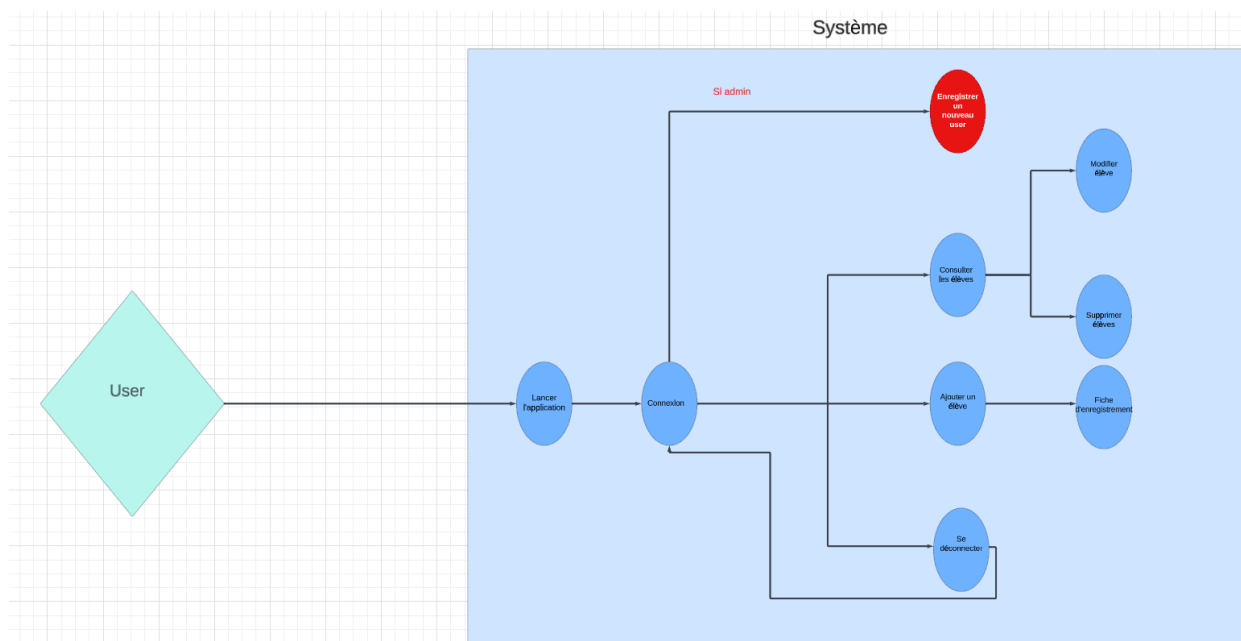 Système
Si admin
Enregistrer
un
nouveau
user
Modifier
élève
Consulter
les élèves
Supprimer
élèves
User
Lancer
l'application
Connexion
Ajouter un
élève
Fiche
d'enregistrement
Se
déconnecter